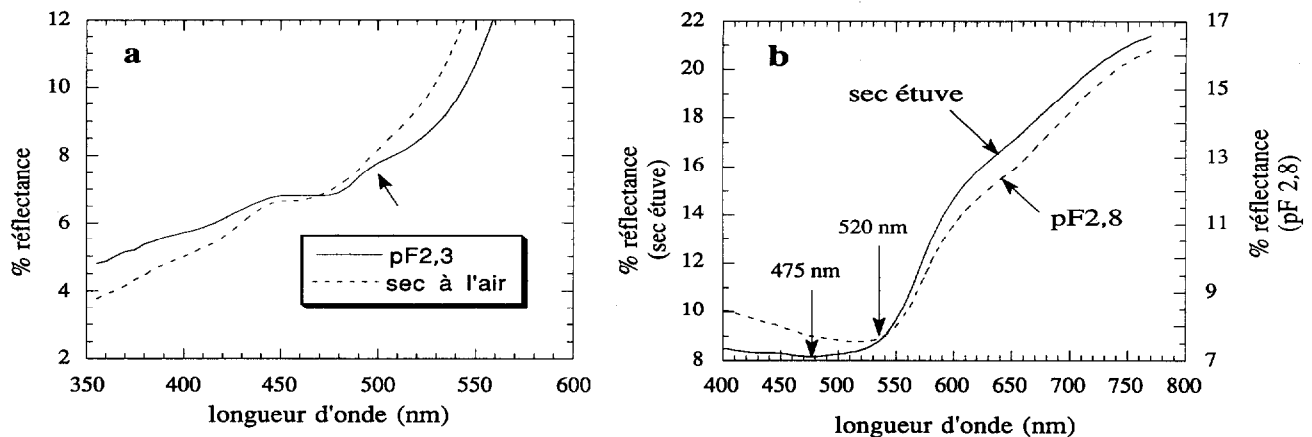 a
12
10
8
6
4
2
% réflectance
pF2,3
sec à l'air
350 400 450 500 550 600
longueur d'onde (nm)
b
22
20
18
16
14
12
10
8
% réflectance
(sec étuve)
sec étuve
pF2,8
520 nm
475 nm
17
15
13
11
9
7
% réflectance
(pF 2,8)
400 450 500 550 600 650 700 750 800
longueur d'onde (nm)